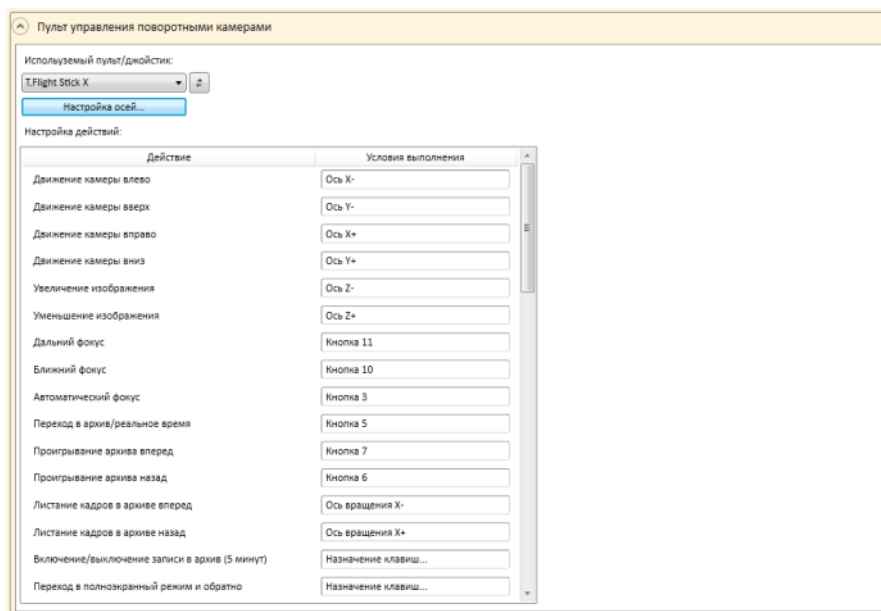 Пульт управления поворотными камерами
Используемый пульт/джойстик:
T.Flight Stick X
Настройка осей...
Настройка действий:
Действие Условия выполнения
Движение камеры влево Ось X-
Движение камеры вверх Ось Y-
Движение камеры вправо Ось X+
Движение камеры вниз Ось Y+
Увеличение изображения Ось Z-
Уменьшение изображения Ось Z+
Дальний фокус Кнопка 11
Ближний фокус Кнопка 10
Автоматический фокус Кнопка 3
Переход в архив/реальное время Кнопка 5
Проигрывание архива вперед Кнопка 7
Проигрывание архива назад Кнопка 6
Листание кадров в архиве вперед Ось вращения X-
Листание кадров в архиве назад Ось вращения X+
Включение/выключение записи в архив (5 минут) Назначение клавиш...
Переход в полноэкранный режим и обратно Назначение клавиш...